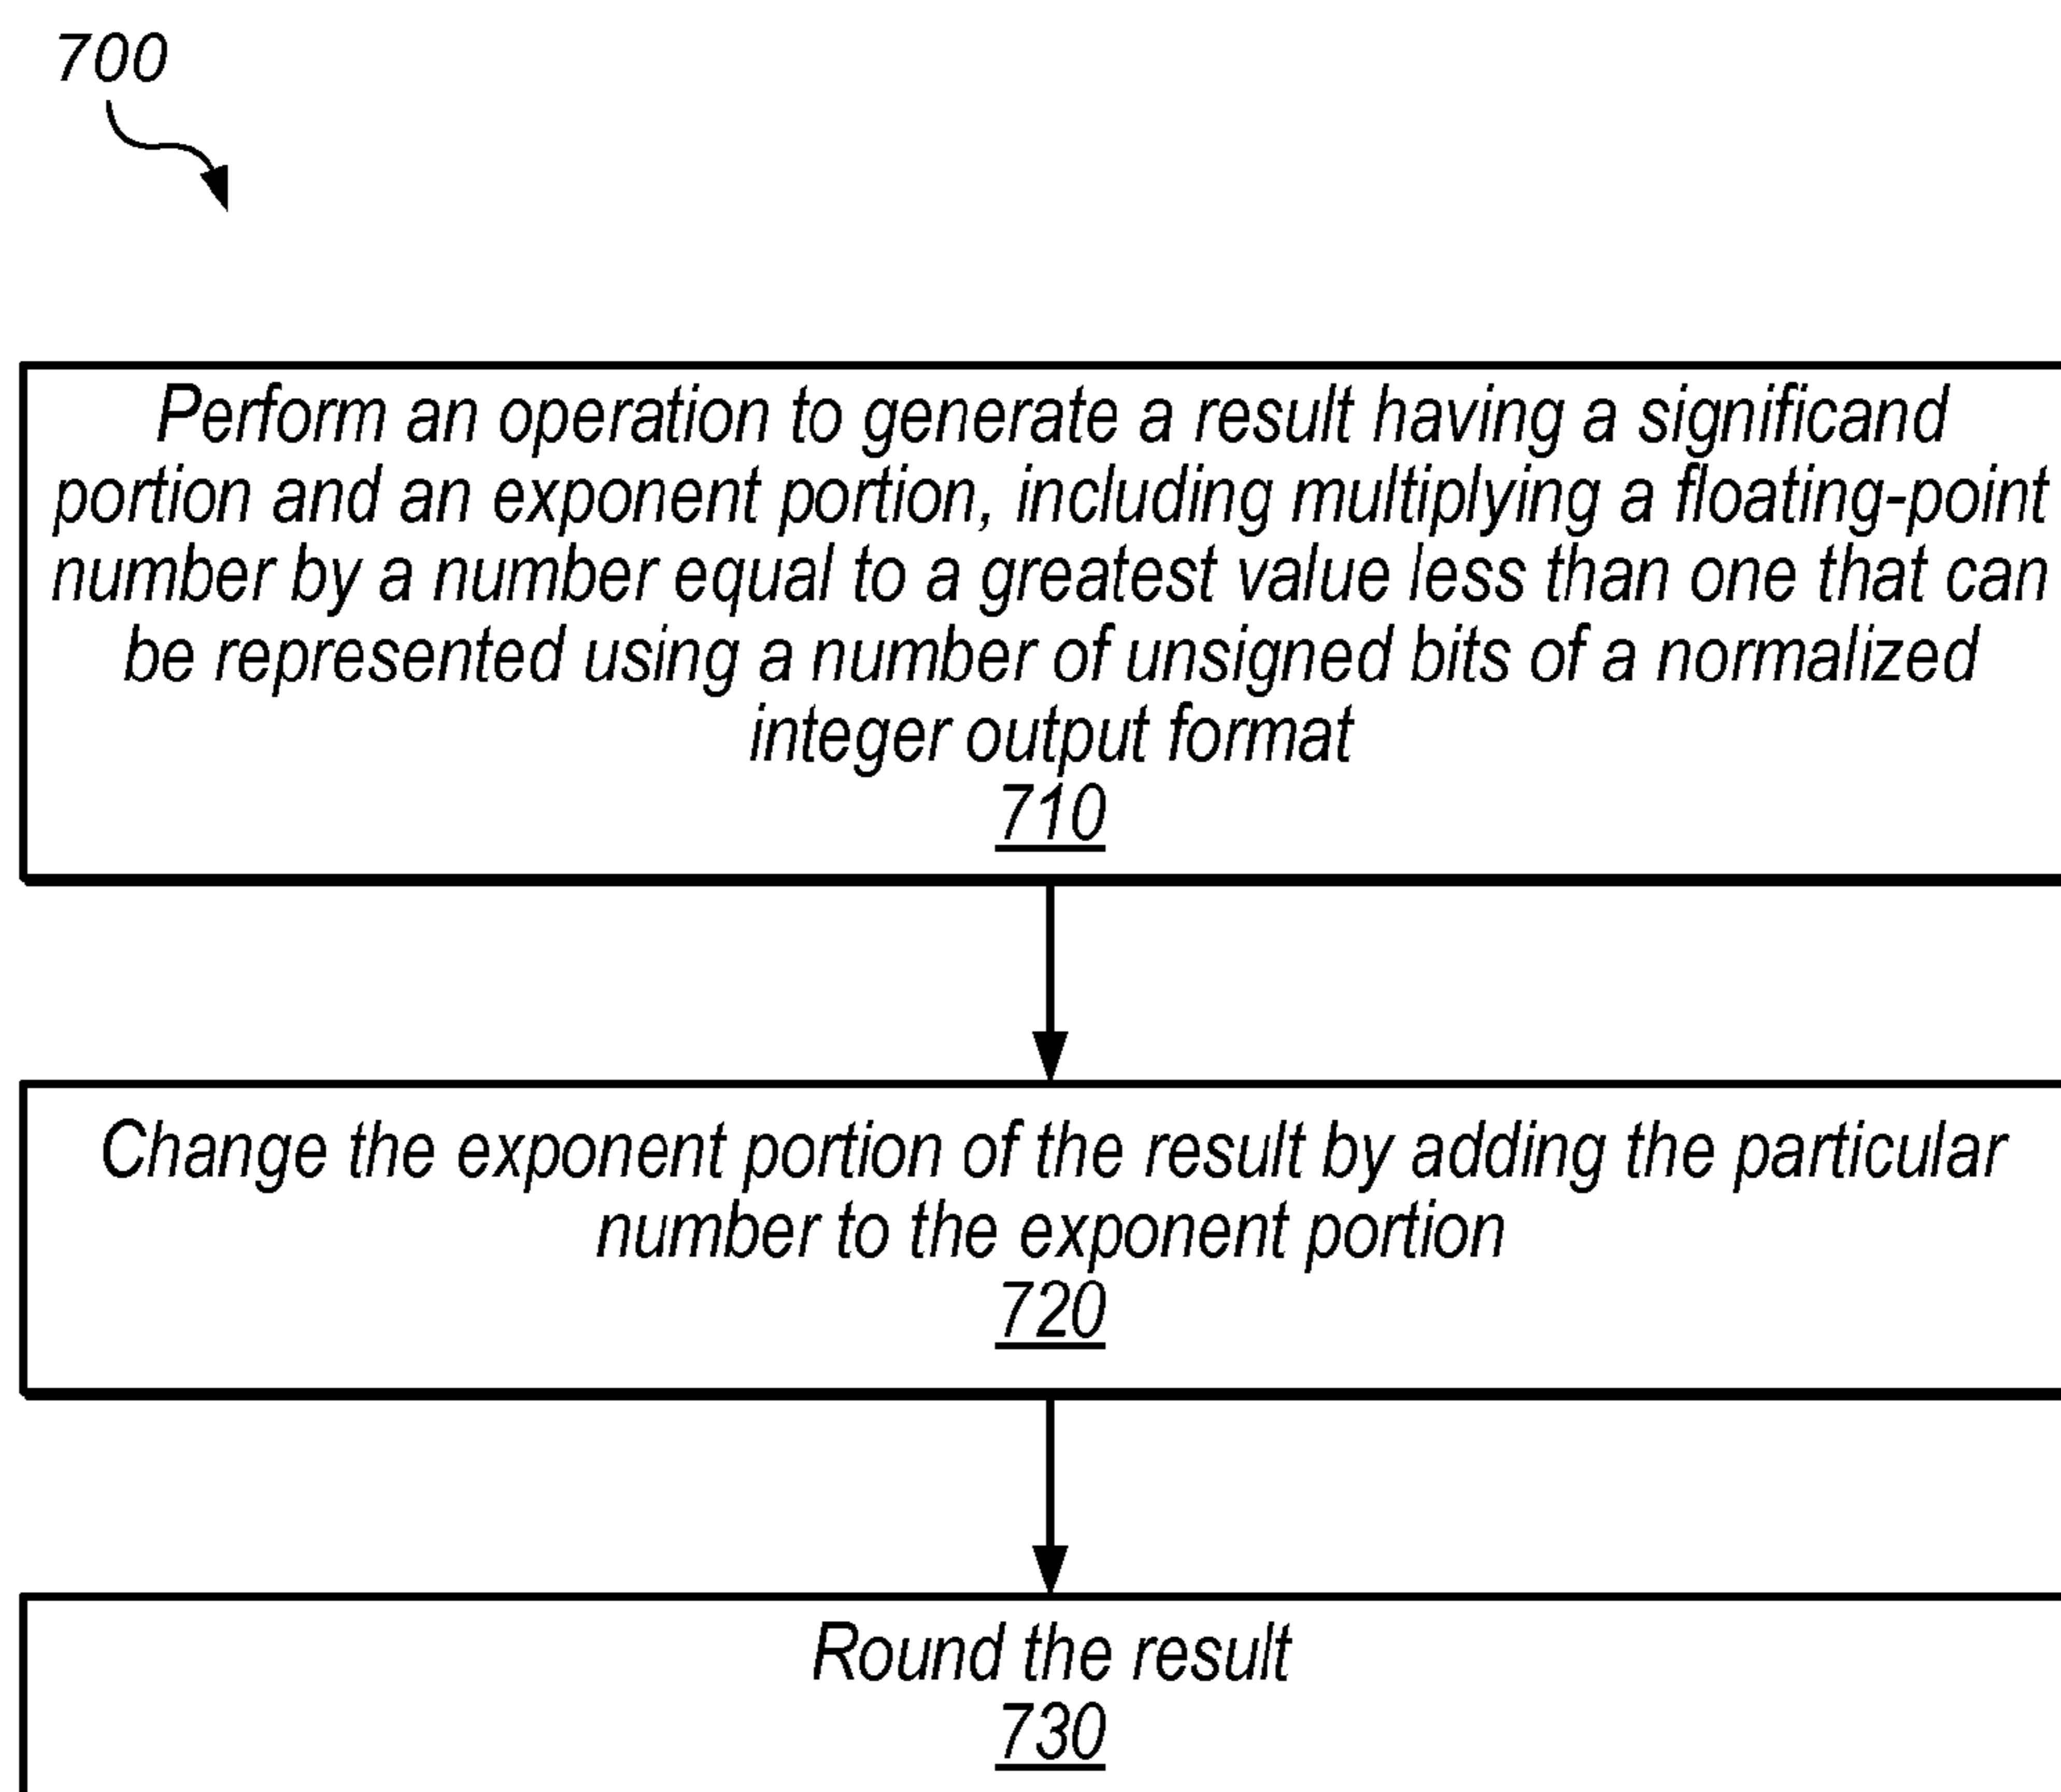 700
Perform an operation to generate a result having a significand
portion and an exponent portion, including multiplying a floating-point
number by a number equal to a greatest value less than one that can
be represented using a number of unsigned bits of a normalized
integer output format
710
Change the exponent portion of the result by adding the particular
number to the exponent portion
720
Round the result
730